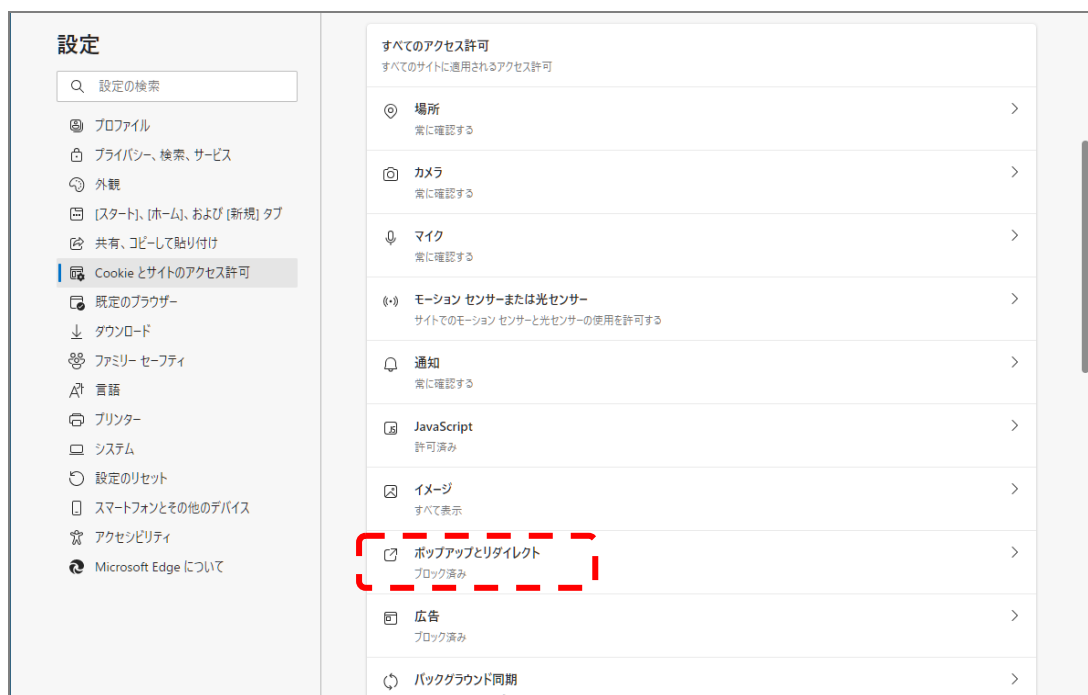 設定
設定の検索
プロファイル
プライバシー、検索、サービス
外観
[スタート]、[ホーム]、および [新規] タブ
共有、コピーして貼り付け
Cookie とサイトのアクセス許可
既定のブラウザー
ダウンロード
ファミリー セーフティ
言語
プリンター
システム
設定のリセット
スマートフォンとその他のデバイス
アクセシビリティ
Microsoft Edge について
すべてのアクセス許可
すべてのサイトに適用されるアクセス許可
場所
常に確認する
カメラ
常に確認する
マイク
常に確認する
モーション センサーまたは光センサー
サイトでのモーション センサーと光センサーの使用を許可する
通知
常に確認する
JavaScript
許可済み
イメージ
すべて表示
ポップアップとリダイレクト
ブロック済み
広告
ブロック済み
バックグラウンド同期